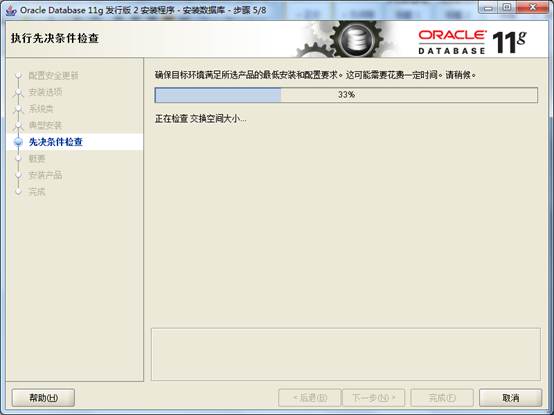 Oracle Database 11g 发行版 2 安装程序 - 安装数据库 - 步骤 5/8
执行先决条件检查
ORACLE
DATABASE
11g
配置安全更新
安装选项
系统类
典型安装
先决条件检查
概要
安装产品
完成
确保目标环境满足所选产品的最低安装和配置要求。这可能需要花费一定时间。请稍候。
33%
正在检查 交换空间大小...
帮助(H)
< 后退(B)
下一步(N) >
完成(F)
取消